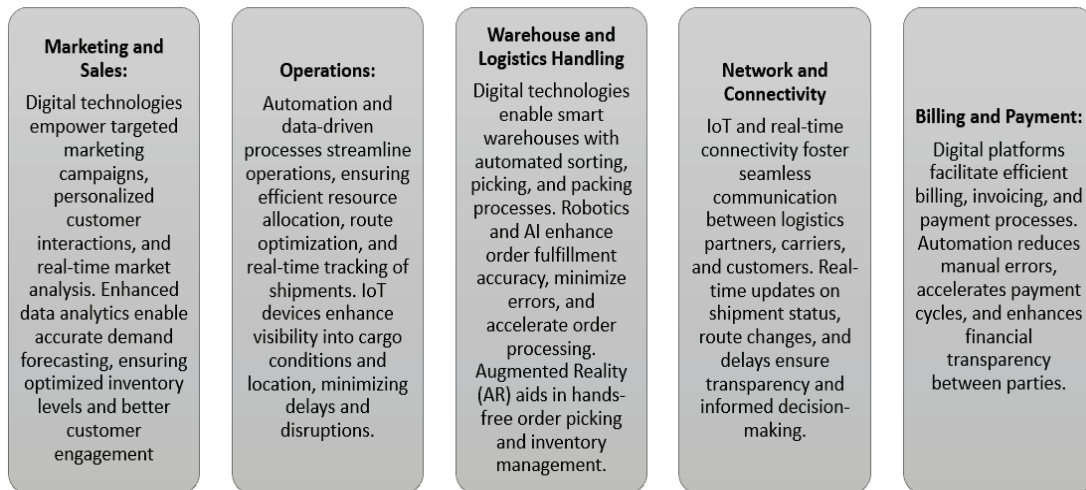 Marketing and
Sales:
Digital technologies
empower targeted
marketing
campaigns,
personalized
customer
interactions, and
real-time market
analysis. Enhanced
data analytics enable
accurate demand
forecasting, ensuring
optimized inventory
levels and better
customer
engagement
Operations:
Automation and
data-driven
processes streamline
operations, ensuring
efficient resource
allocation, route
optimization, and
real-time tracking of
shipments. IoT
devices enhance
visibility into cargo
conditions and
location, minimizing
delays and
disruptions.
Warehouse and
Logistics Handling
Digital technologies
enable smart
warehouses with
automated sorting,
picking, and packing
processes. Robotics
and AI enhance
order fulfillment
accuracy, minimize
errors, and
accelerate order
processing.
Augmented Reality
(AR) aids in hands-
free order picking
and inventory
management.
Network and
Connectivity
IoT and real-time
connectivity foster
seamless
communication
between logistics
partners, carriers,
and customers. Real-
time updates on
shipment status,
route changes, and
delays ensure
transparency and
informed decision-
making.
Billing and Payment:
Digital platforms
facilitate efficient
billing, invoicing, and
payment processes.
Automation reduces
manual errors,
accelerates payment
cycles, and enhances
financial
transparency
between parties.